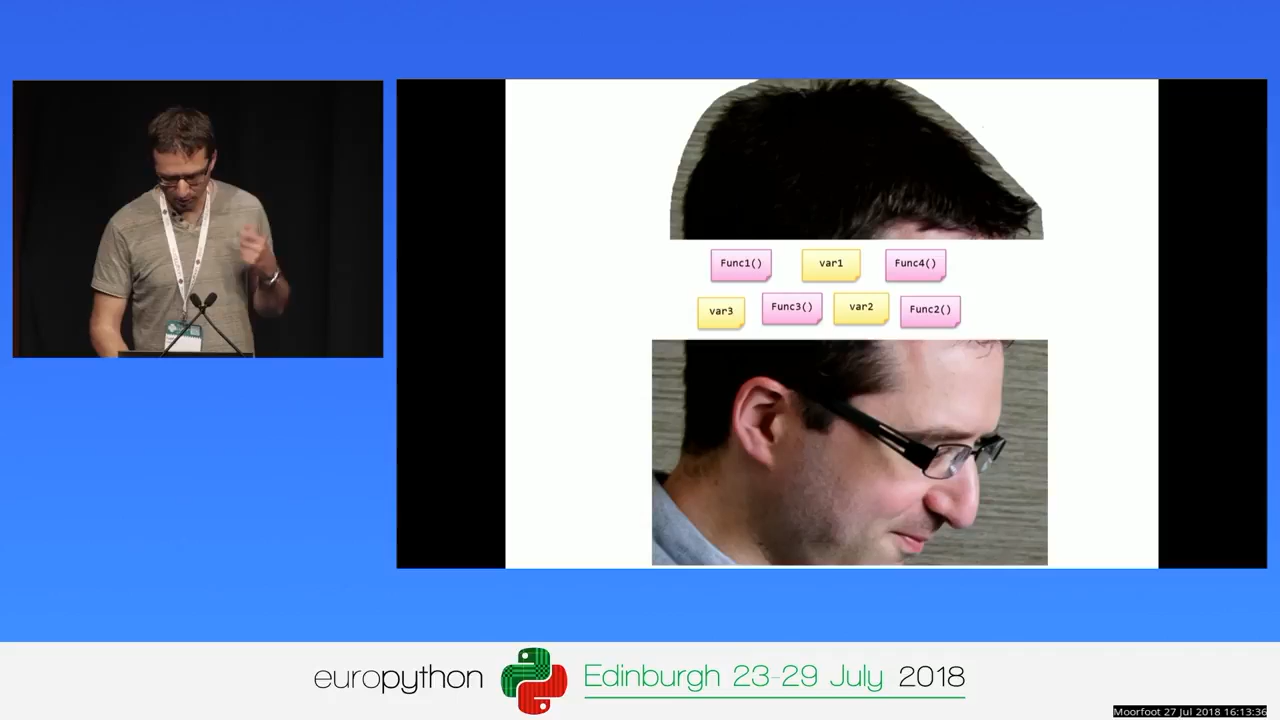 Func1() var1 Func4()
var3 Func3() var2 Func2()
europython Edinburgh 23-29 July 2018
Moorfoot 27 Jul 2018 16:13:36